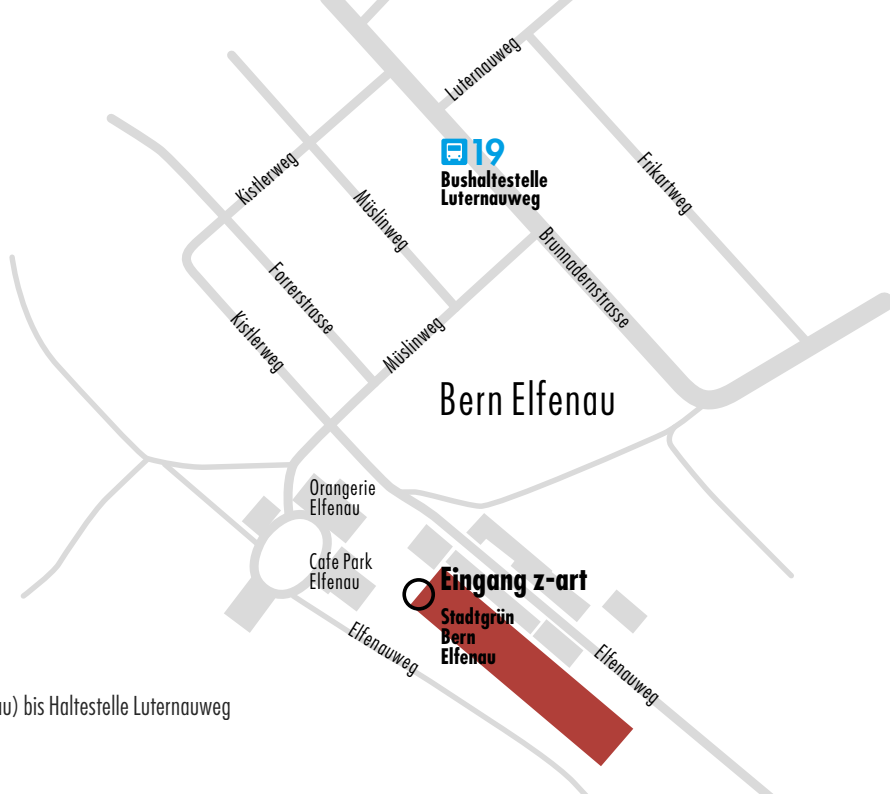 Luternauweg
19
Bushaltestelle
Luternauweg
Kistlerweg
Müslinweg
Frikartweg
Brunnadernstrasse
Forrerstrasse
Kistlerweg
Müslinweg
Bern Elfenau
Orangerie
Elfenau
Cafe Park
Elfenau
Eingang z-art
Stadtgrün
Bern
Elfenau
Elfenauweg
Elfenauweg
au) bis Haltestelle Luternauweg